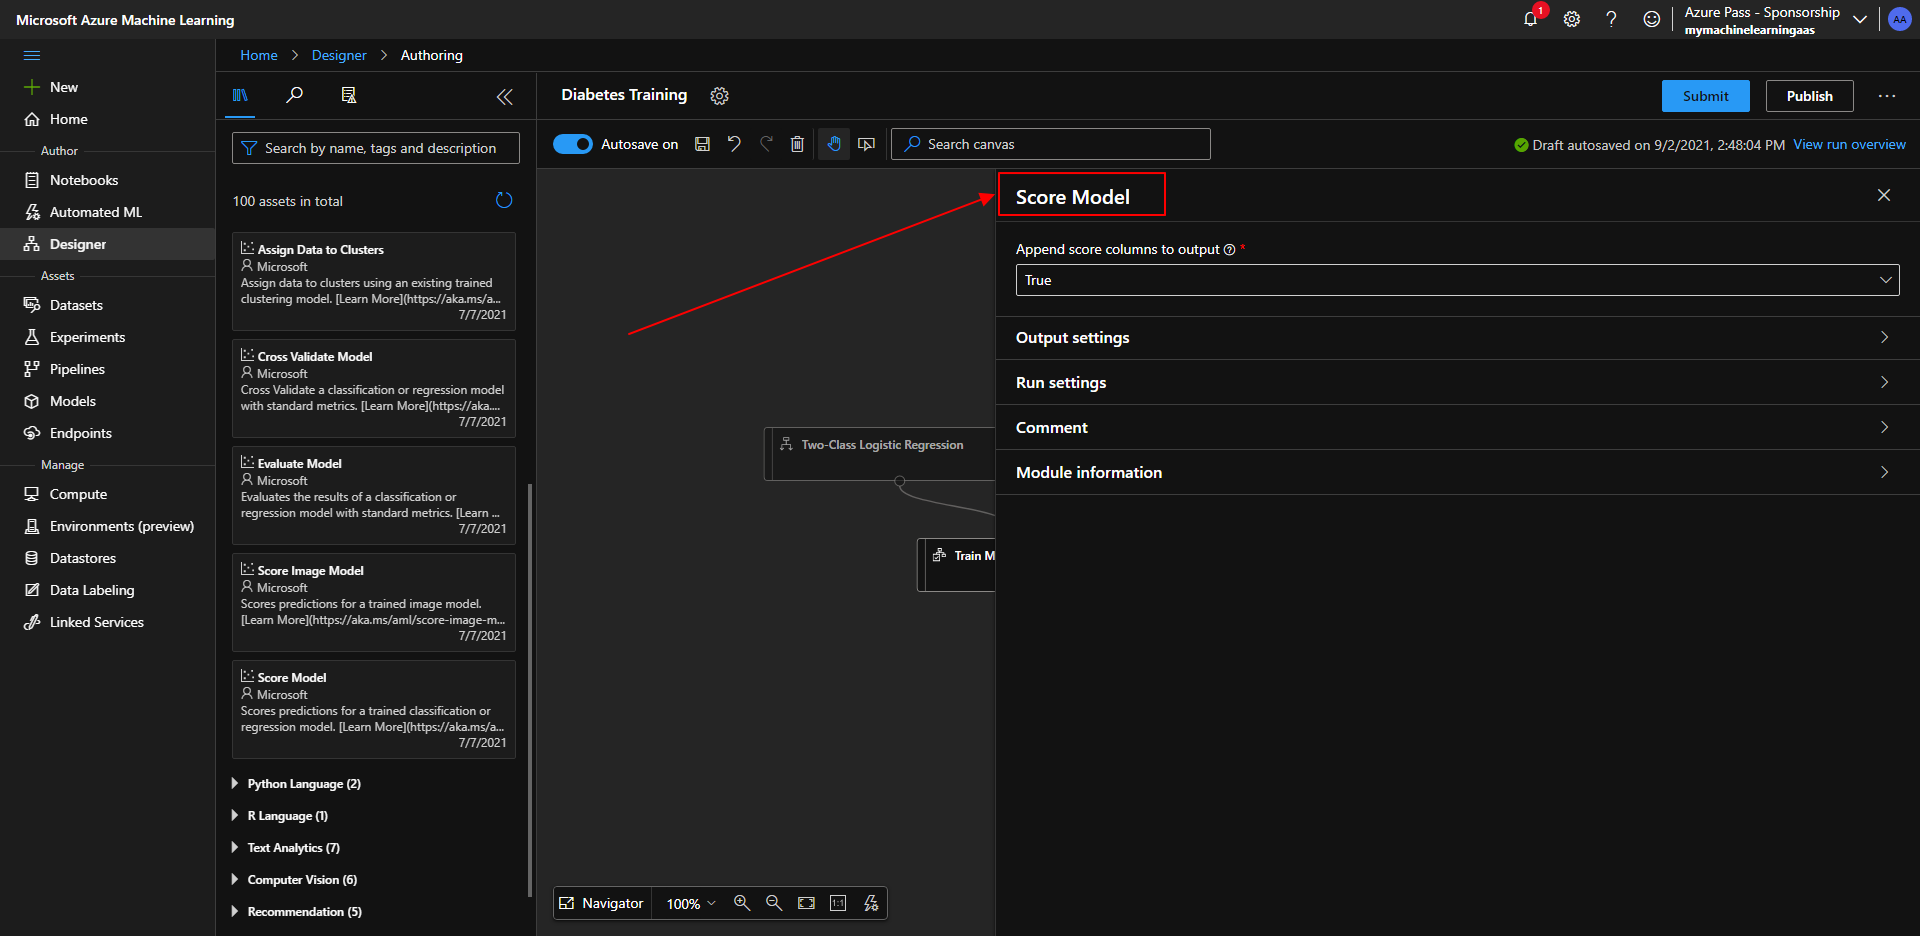 Microsoft Azure Machine Learning
1
Azure Pass - Sponsorship
mymachinelearningaas
AA
New
Home
Author
Notebooks
Automated ML
Designer
Assets
Datasets
Experiments
Pipelines
Models
Endpoints
Manage
Compute
Environments (preview)
Datastores
Data Labeling
Linked Services
Home > Designer > Authoring
Search by name, tags and description
100 assets in total
Assign Data to Clusters
Microsoft
Assign data to clusters using an existing trained
clustering model. [Learn More](https://aka.ms/a...
7/7/2021
Cross Validate Model
Microsoft
Cross Validate a classification or regression model
with standard metrics. [Learn More](https://aka....
7/7/2021
Evaluate Model
Microsoft
Evaluates the results of a classification or
regression model with standard metrics. [Learn ...
7/7/2021
Score Image Model
Microsoft
Scores predictions for a trained image model.
[Learn More](https://aka.ms/aml/score-image-m...
7/7/2021
Score Model
Microsoft
Scores predictions for a trained classification or
regression model. [Learn More](https://aka.ms/a...
7/7/2021
Python Language (2)
R Language (1)
Text Analytics (7)
Computer Vision (6)
Recommendation (5)
Diabetes Training
Submit
Publish
Autosave on
Search canvas
Draft autosaved on 9/2/2021, 2:48:04 PM
View run overview
Two-Class Logistic Regression
Train M
Navigator
100%
1:1
Score Model
Append score columns to output ? *
True
Output settings
Run settings
Comment
Module information